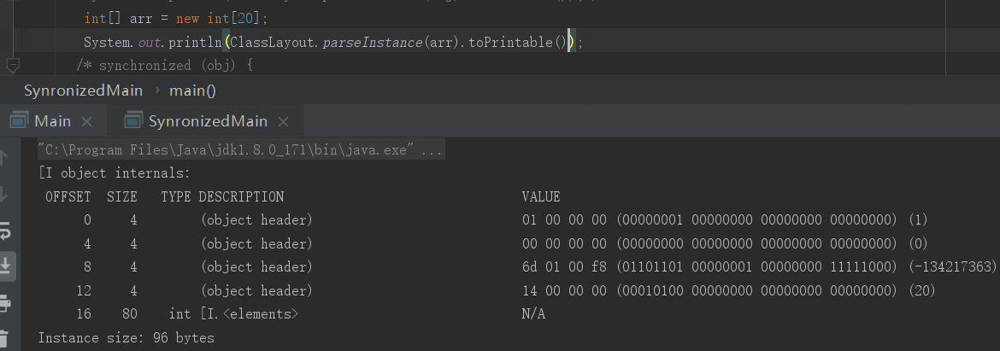 int[] arr = new int[20];
System.out.println(ClassLayout.parseInstance(arr).toPrintable());
/* synchronized (obj) {
SynronizedMain › main()
Main × SynronizedMain ×
"C:\Program Files\Java\jdk1.8.0_171\bin\java.exe" ...
[I object internals:
OFFSET SIZE TYPE DESCRIPTION VALUE
0 4 (object header) 01 00 00 00 (00000001 00000000 00000000 00000000) (1)
4 4 (object header) 00 00 00 00 (00000000 00000000 00000000 00000000) (0)
8 4 (object header) 6d 01 00 f8 (01101101 00000001 00000000 11111000) (-134217363)
12 4 (object header) 14 00 00 00 (00010100 00000000 00000000 00000000) (20)
16 80 int [I.<elements> N/A
Instance size: 96 bytes